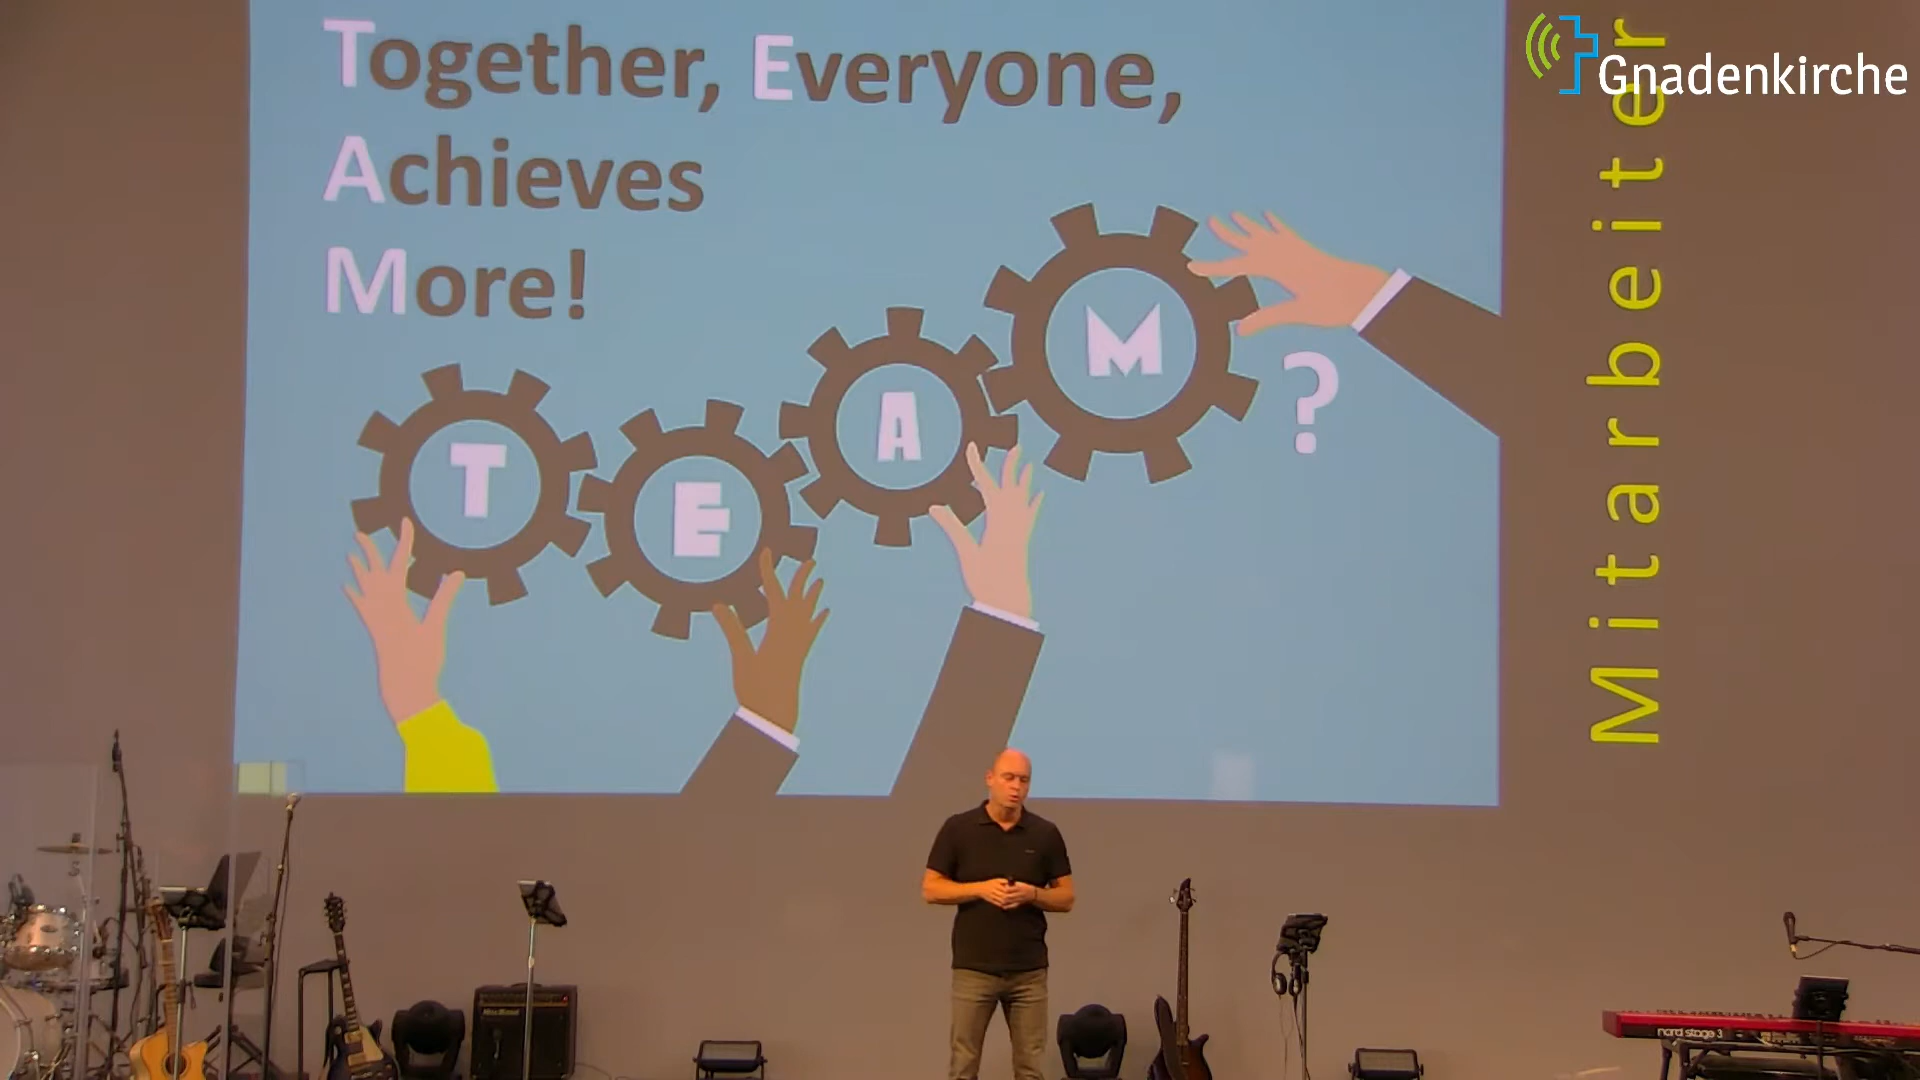 Together, Everyone,
Achieves
More!
T
E
A
M
?
Mitarbeiter
Gnadenkirche
nord stage 3